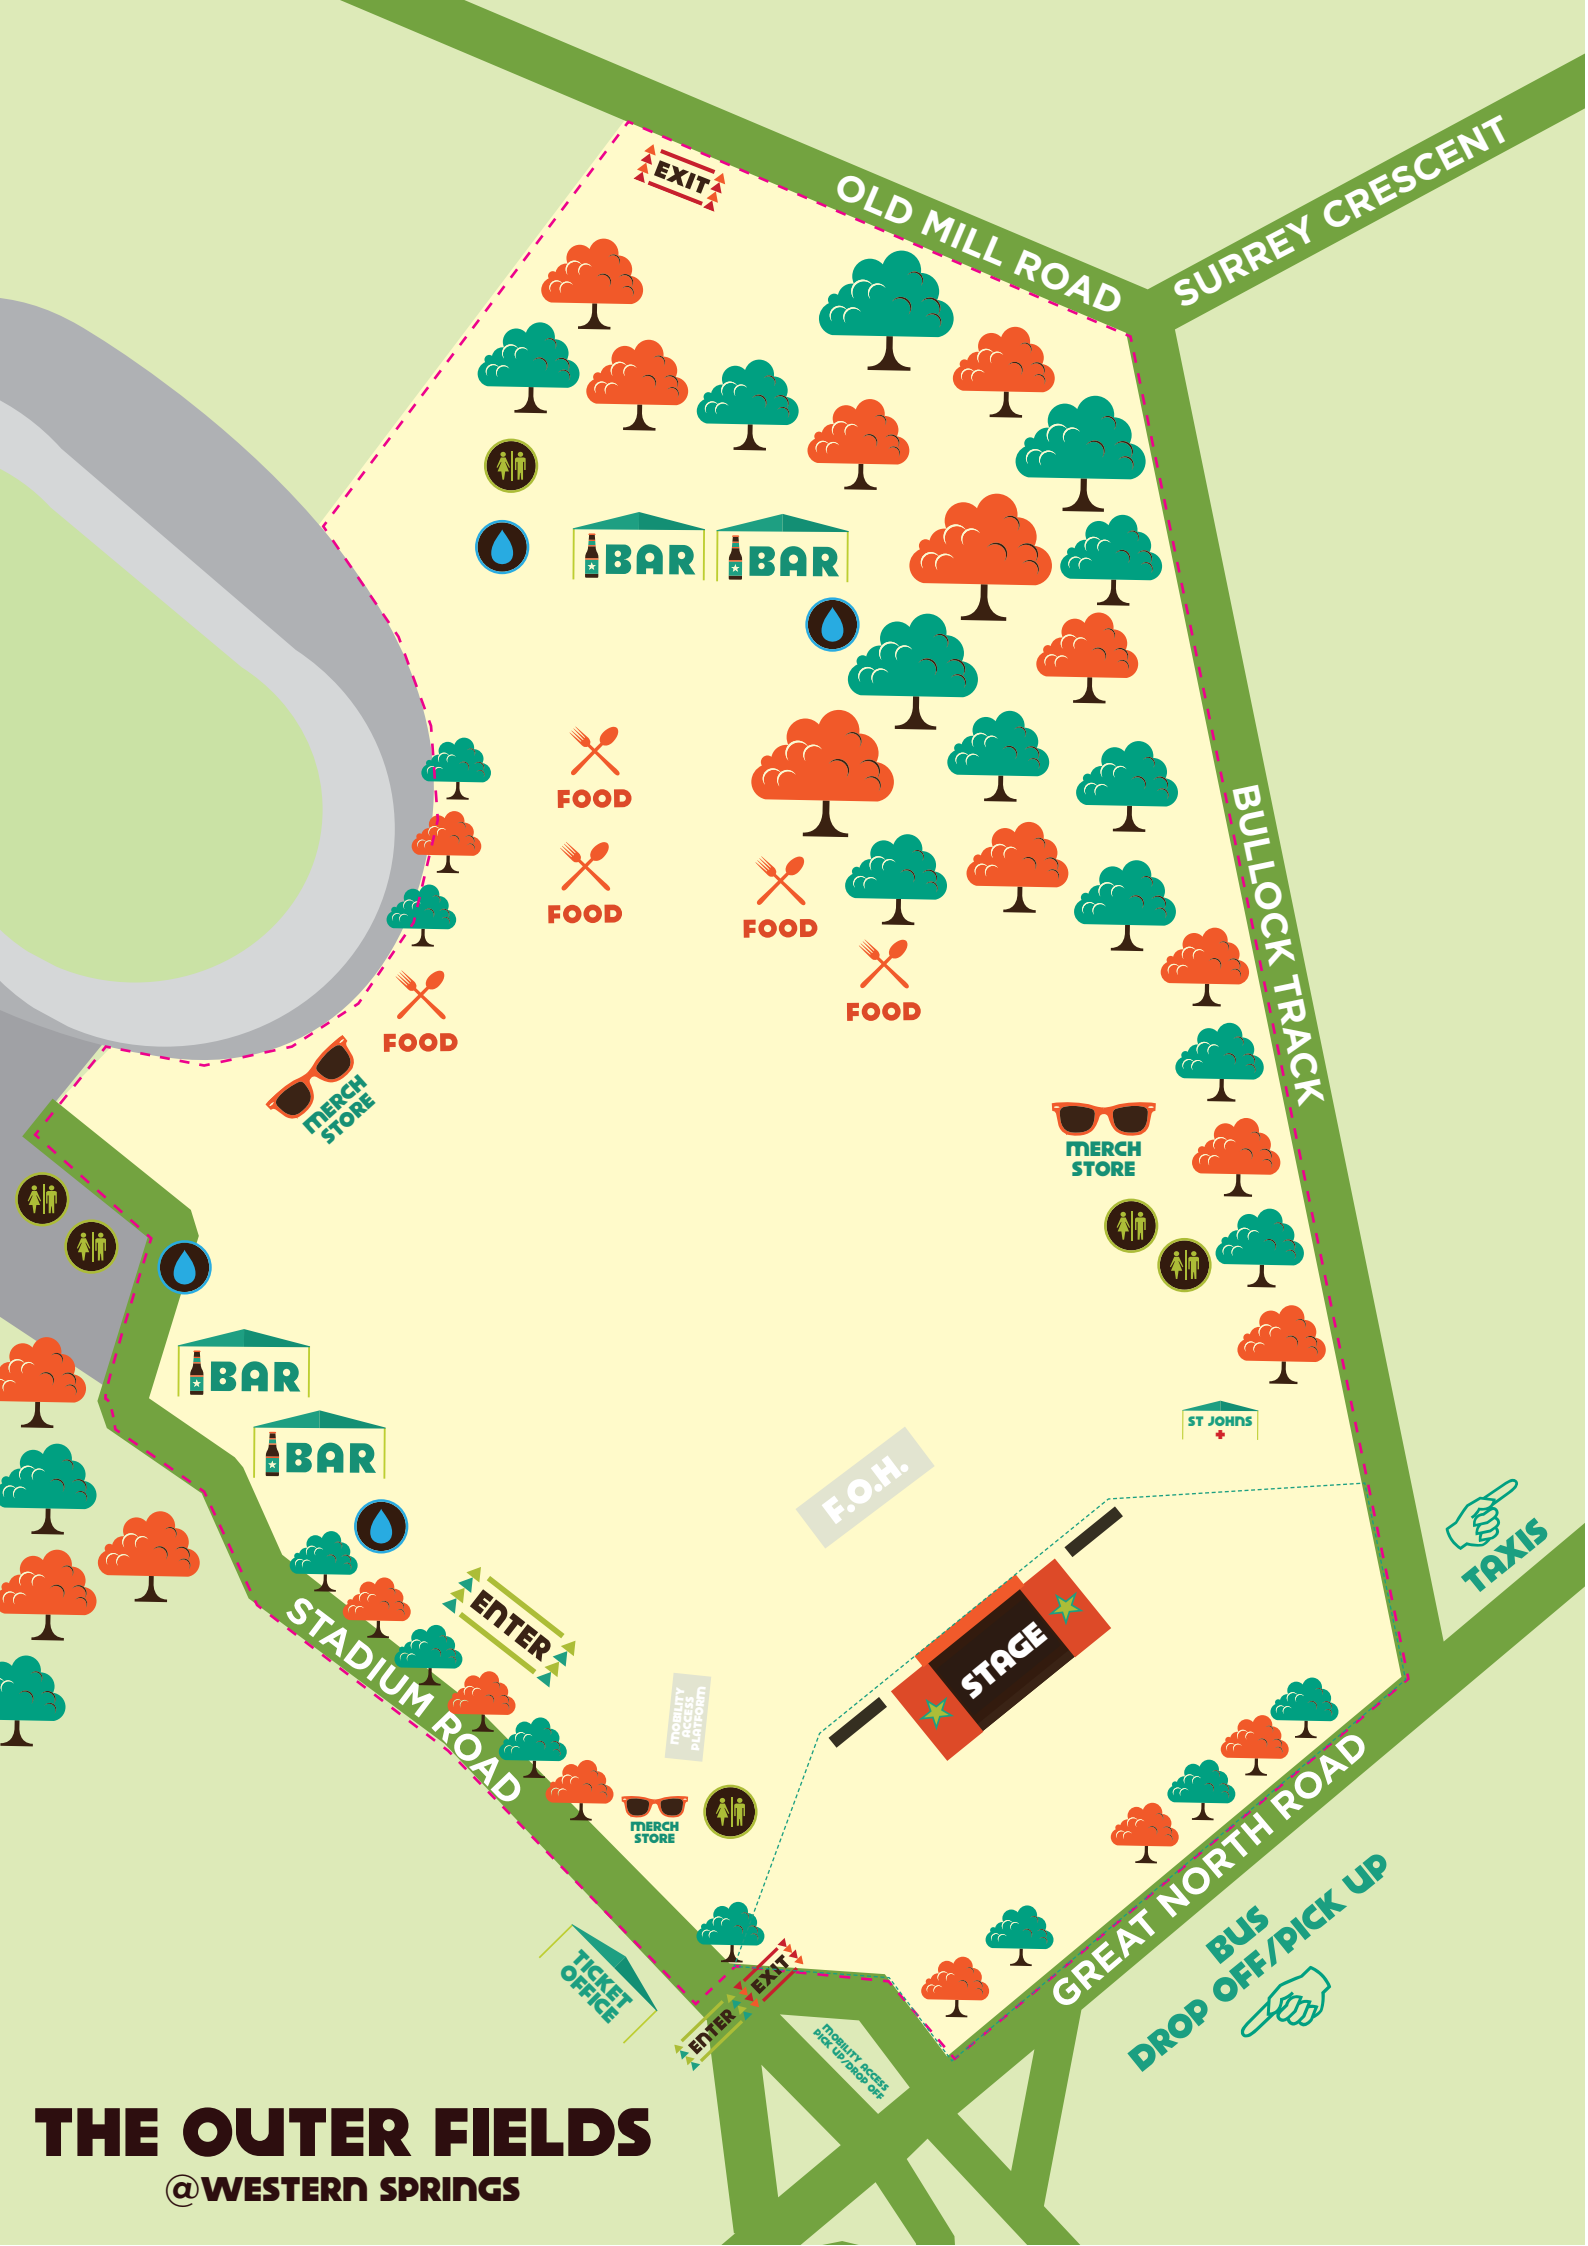 EXIT
OLD MILL ROAD
SURREY CRESCENT
BAR
BAR
FOOD
FOOD
FOOD
FOOD
FOOD
BULLOCK TRACK
MERCH
STORE
MERCH
STORE
BAR
BAR
ST JOHNS
F.O.H.
TAXIS
ENTER
STADIUM ROAD
STAGE
MOBILITY
ACCESS
PLATFORM
MERCH
STORE
GREAT NORTH ROAD
BUS
DROP OFF/PICK UP
TICKET
OFFICE
EXIT
ENTER
MOBILITY ACCESS
PICK UP/DROP OFF
THE OUTER FIELDS
@WESTERN SPRINGS